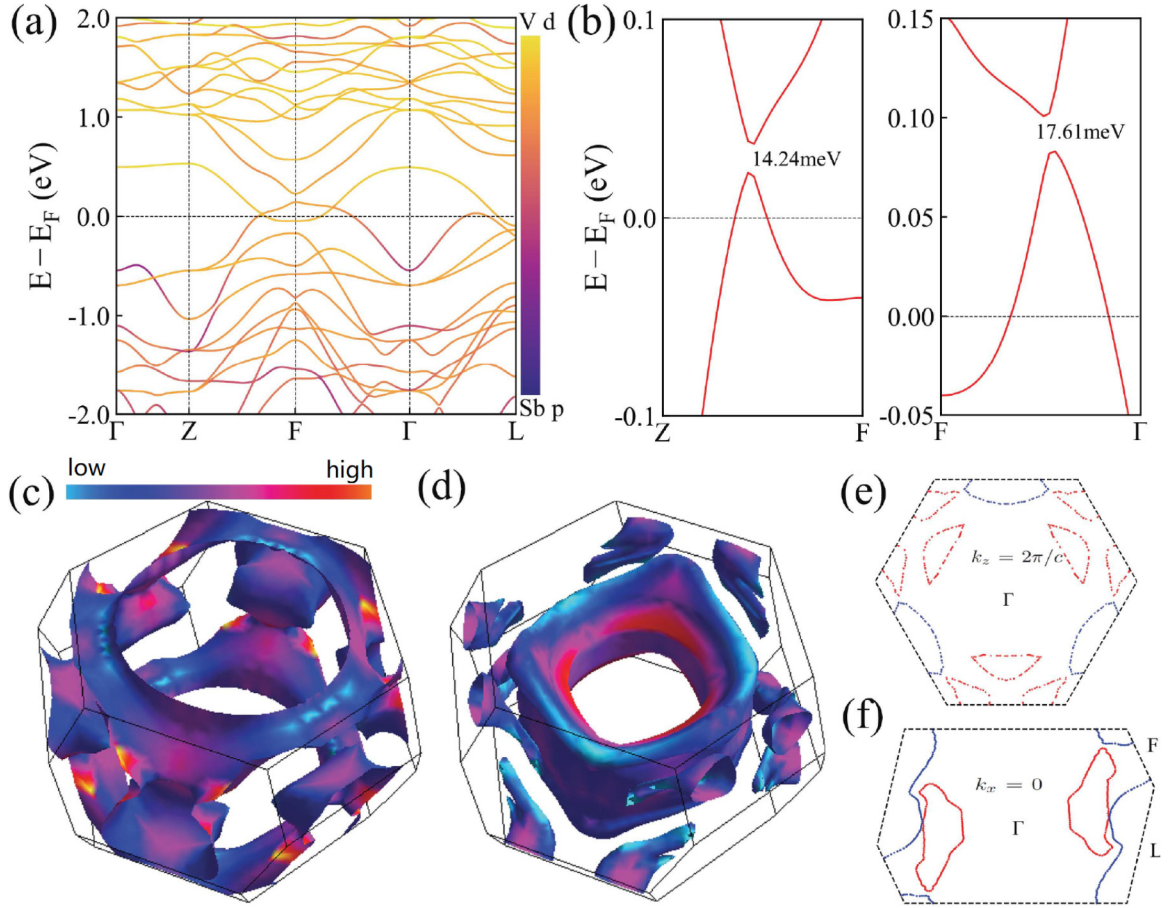 (a)
V d
2.0
1.0
0.0
-1.0
-2.0
E − E_F (eV)
Γ
Z
F
Γ
L
Sb p
(b)
0.1
0.0
-0.1
E − E_F (eV)
14.24meV
Z
F
0.15
0.10
0.05
0.00
-0.05
17.61meV
F
Γ
low
high
(c)
(d)
(e)
k_z = 2π/c
Γ
(f)
F
k_x = 0
Γ
L